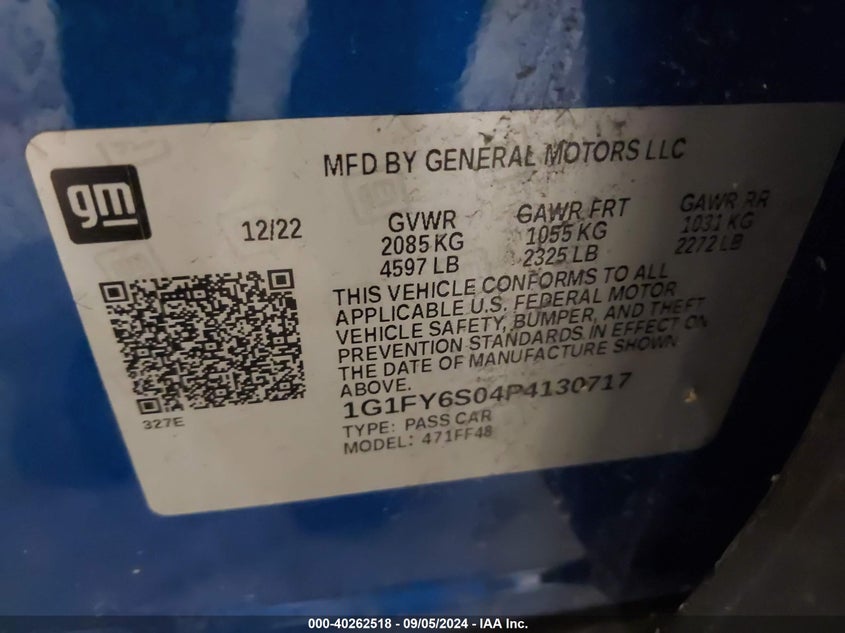 gm
MFD BY GENERAL MOTORS LLC
12/22
GVWR
2085 KG
4597 LB
GAWR FRT
1055 KG
2325 LB
GAWR RR
1031 KG
2272 LB
THIS VEHICLE CONFORMS TO ALL
APPLICABLE U.S. FEDERAL MOTOR
VEHICLE SAFETY, BUMPER, AND THEFT
PREVENTION STANDARDS IN EFFECT ON
THE DATE OF MANUFACTURE SHOWN
ABOVE.
1G1FY6S04P4130717
TYPE: PASS CAR
MODEL: 471FF48
327E
000-40262518 - 09/05/2024 - IAA Inc.